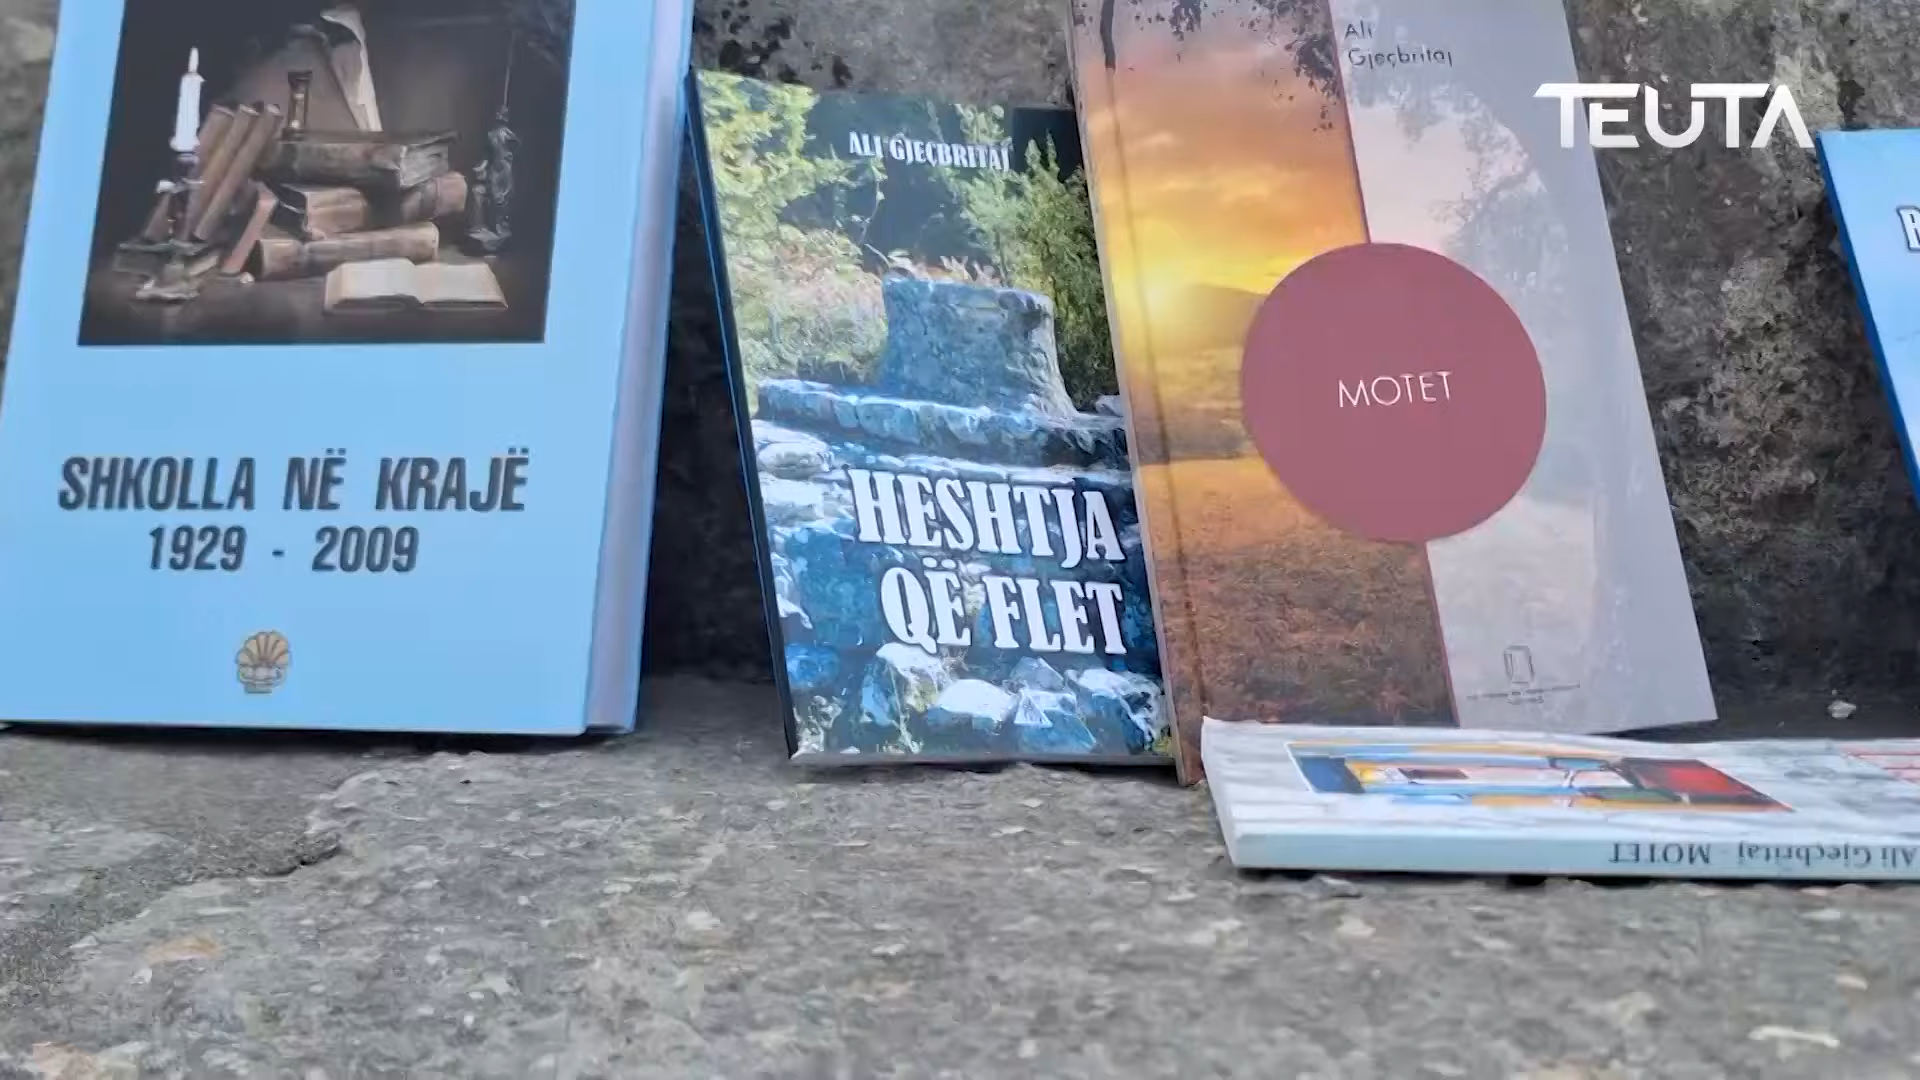 SHKOLLA NË KRAJË
1929 - 2009
ALI GJEÇBRITAJ
HESHTJA
QË FLET
Ali
Gjeçbritaj
MOTET
TEUTA
Ali Gjeçbritaj - MOTET